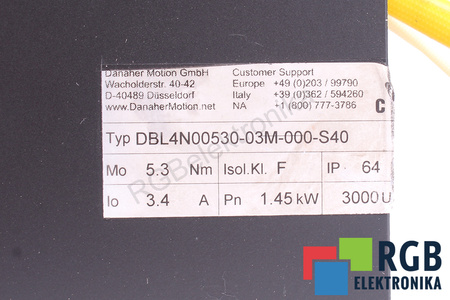 Danaher Motion GmbH Customer Support
Wacholderstr. 40-42 Europe +49 (0)203 / 99790
D-40489 Düsseldorf Italy +39 (0)362 / 594260
www.DanaherMotion.net NA +1 (800) 777-3786
C
Typ DBL4N00530-03M-000-S40
Mo 5.3 Nm Isol.Kl. F IP 64
Io 3.4 A Pn 1.45 kW 3000 U
RGBelektronika
RGB
ELEKTRONIKA